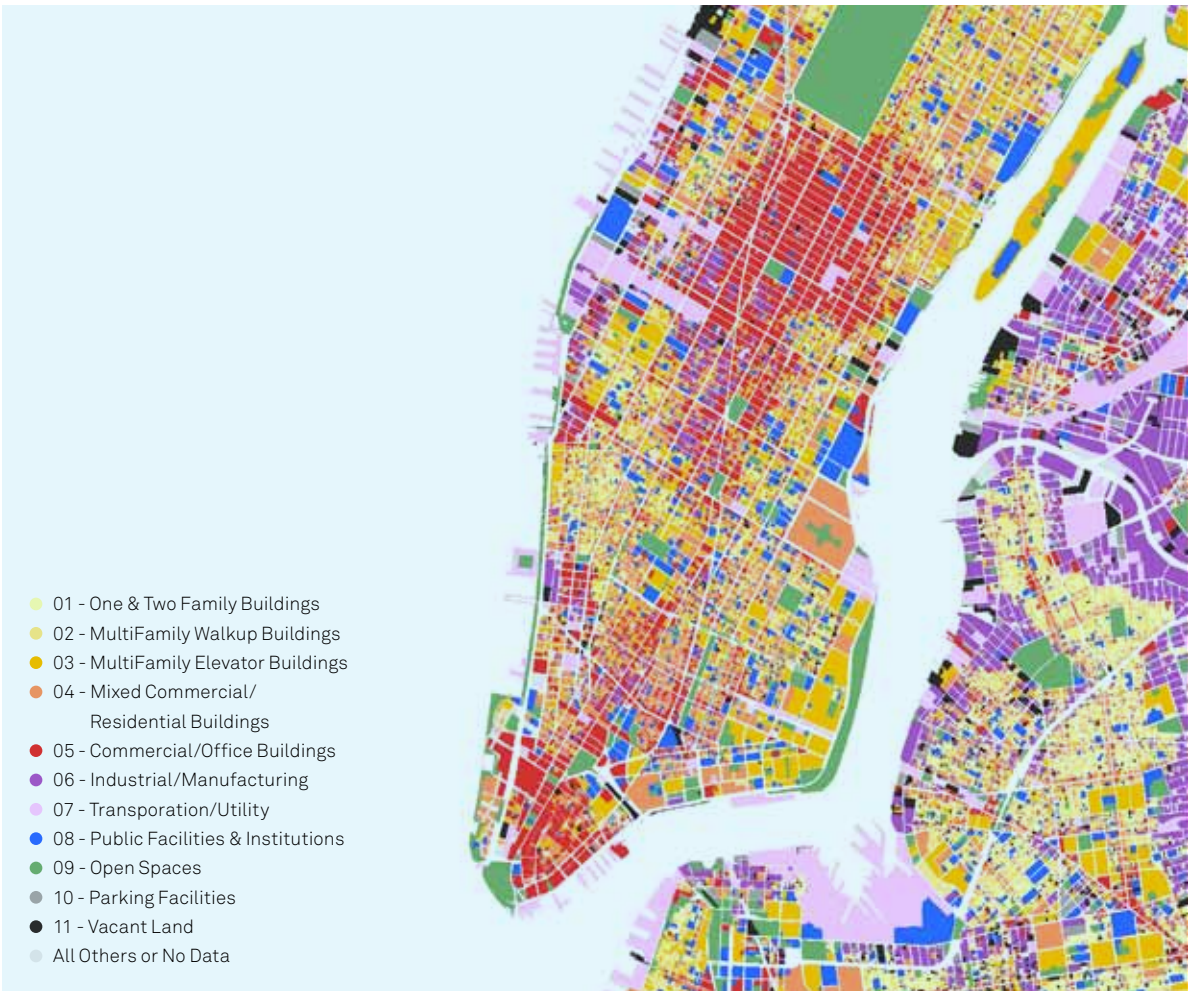 01 - One & Two Family Buildings
02 - MultiFamily Walkup Buildings
03 - MultiFamily Elevator Buildings
04 - Mixed Commercial/
Residential Buildings
05 - Commercial/Office Buildings
06 - Industrial/Manufacturing
07 - Transporation/Utility
08 - Public Facilities & Institutions
09 - Open Spaces
10 - Parking Facilities
11 - Vacant Land
All Others or No Data